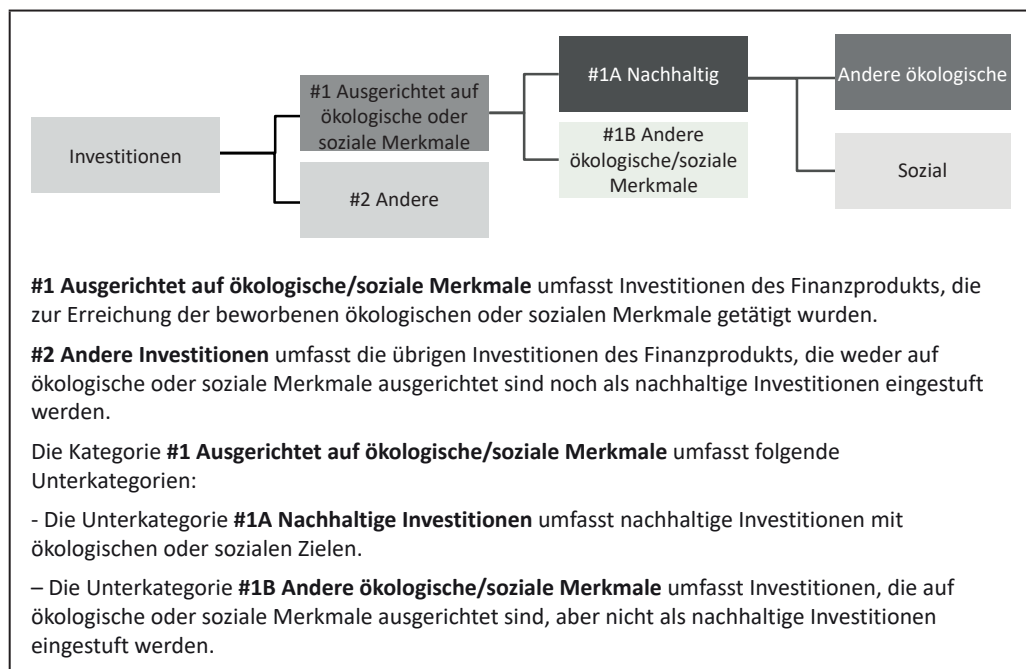 Investitionen
#1 Ausgerichtet auf
ökologische oder
soziale Merkmale
#2 Andere
#1A Nachhaltig
#1B Andere
ökologische/soziale
Merkmale
Andere ökologische
Sozial
#1 Ausgerichtet auf ökologische/soziale Merkmale umfasst Investitionen des Finanzprodukts, die
zur Erreichung der beworbenen ökologischen oder sozialen Merkmale getätigt wurden.
#2 Andere Investitionen umfasst die übrigen Investitionen des Finanzprodukts, die weder auf
ökologische oder soziale Merkmale ausgerichtet sind noch als nachhaltige Investitionen eingestuft
werden.
Die Kategorie #1 Ausgerichtet auf ökologische/soziale Merkmale umfasst folgende
Unterkategorien:
- Die Unterkategorie #1A Nachhaltige Investitionen umfasst nachhaltige Investitionen mit
ökologischen oder sozialen Zielen.
– Die Unterkategorie #1B Andere ökologische/soziale Merkmale umfasst Investitionen, die auf
ökologische oder soziale Merkmale ausgerichtet sind, aber nicht als nachhaltige Investitionen
eingestuft werden.